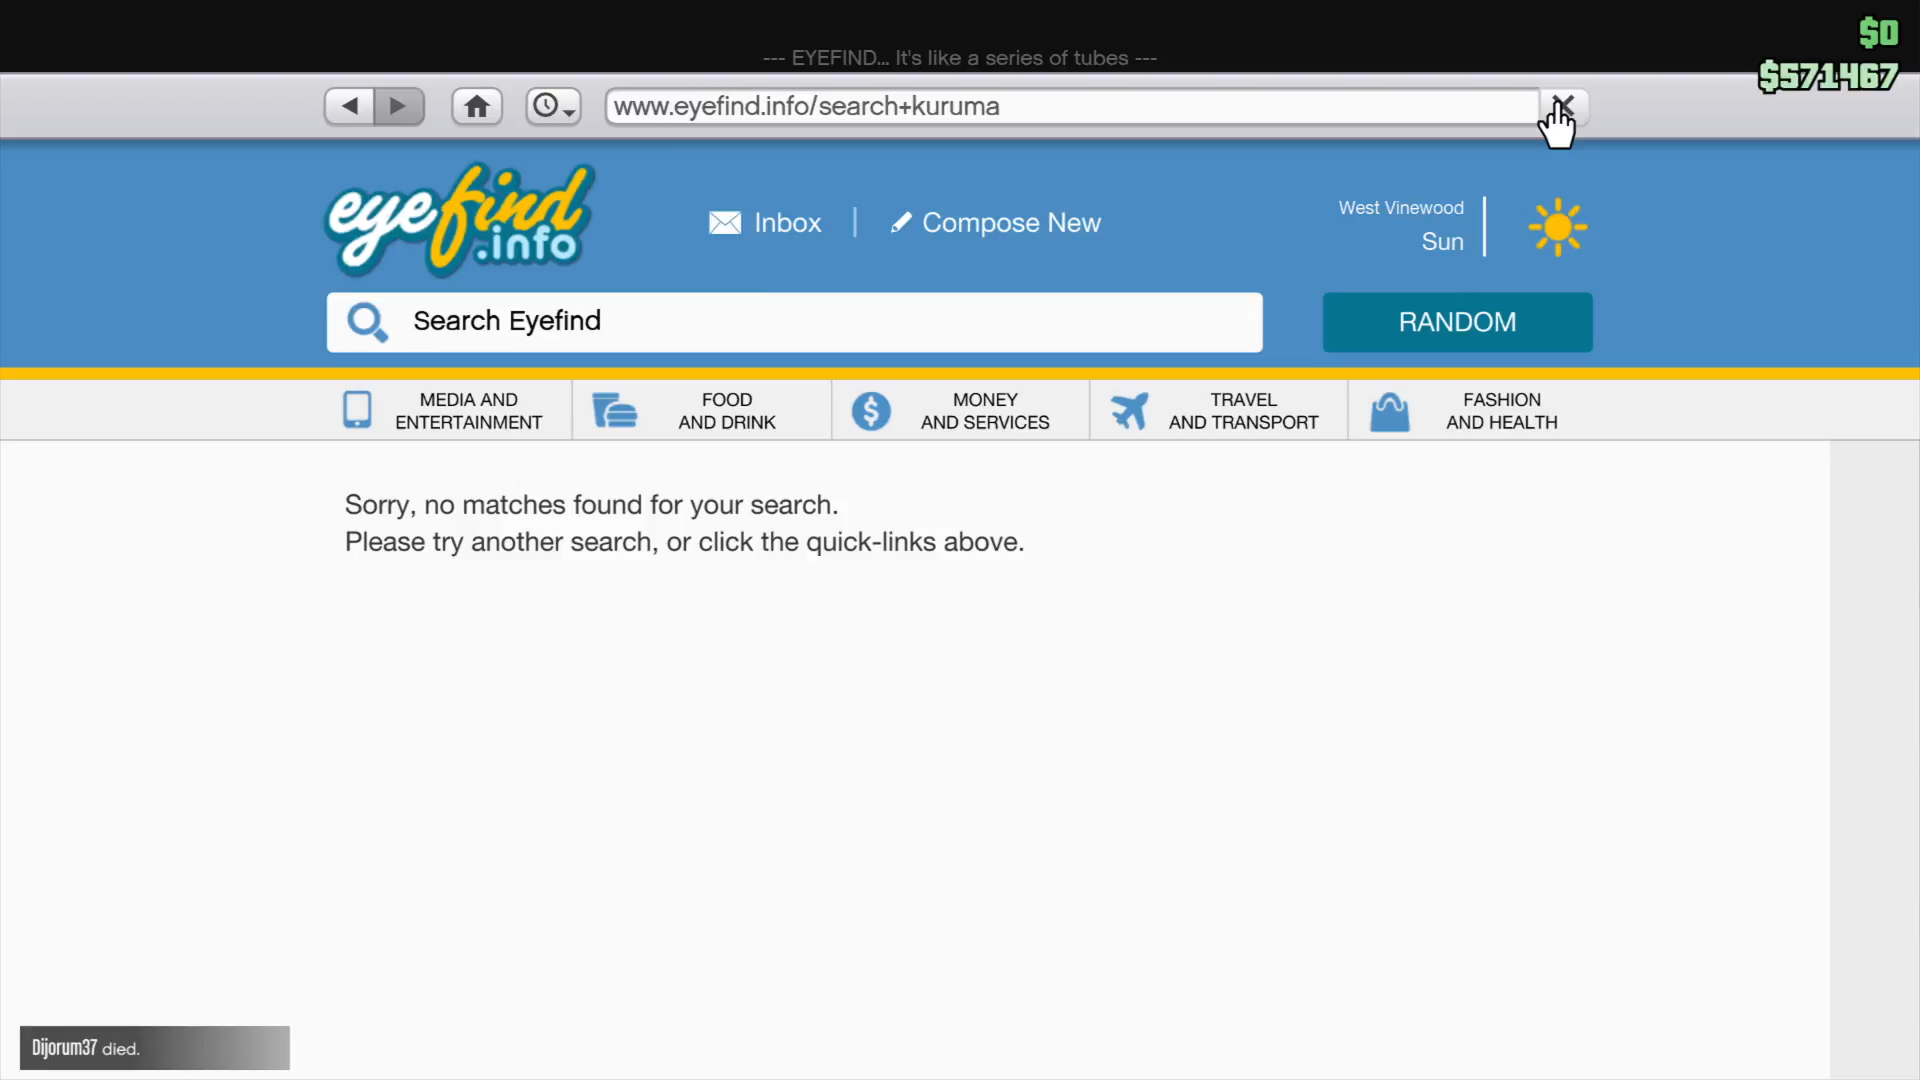 $0
--- EYEFIND... It's like a series of tubes ---
$571467
www.eyefind.info/search+kuruma
eyefind
.info
Inbox
Compose New
West Vinewood
Sun
Search Eyefind
RANDOM
MEDIA AND
ENTERTAINMENT
FOOD
AND DRINK
MONEY
AND SERVICES
TRAVEL
AND TRANSPORT
FASHION
AND HEALTH
Sorry, no matches found for your search.
Please try another search, or click the quick-links above.
Dijorum37 died.